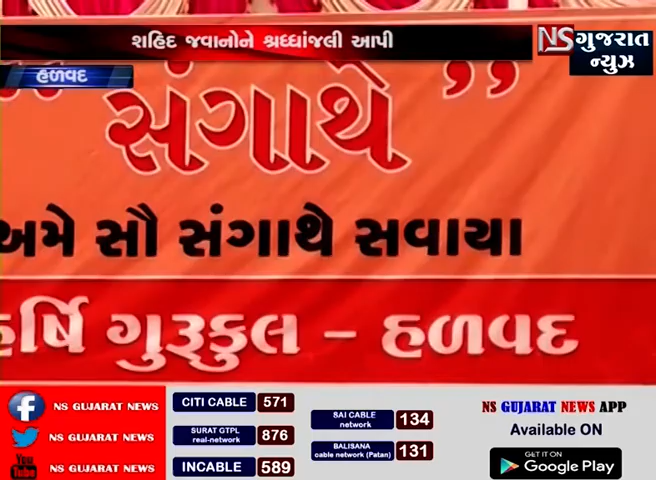 શહિદ જવાનોને શ્રધ્ધાંજલી આપી
NS ગુજરાત
ન્યુઝ
હળવદ
સંગાથે ”
અમે સૌ સંગાથે સવાયા
ગુરૂકુલ – હળવદ
NS GUJARAT NEWS
NS GUJARAT NEWS
You Tube NS GUJARAT NEWS
CITI CABLE 571
SURAT GTPL real-network 876
INCABLE 589
SAI CABLE network 134
BALISANA cable network (Patan) 131
NS GUJARAT NEWS APP
Available ON
GET IT ON
Google Play